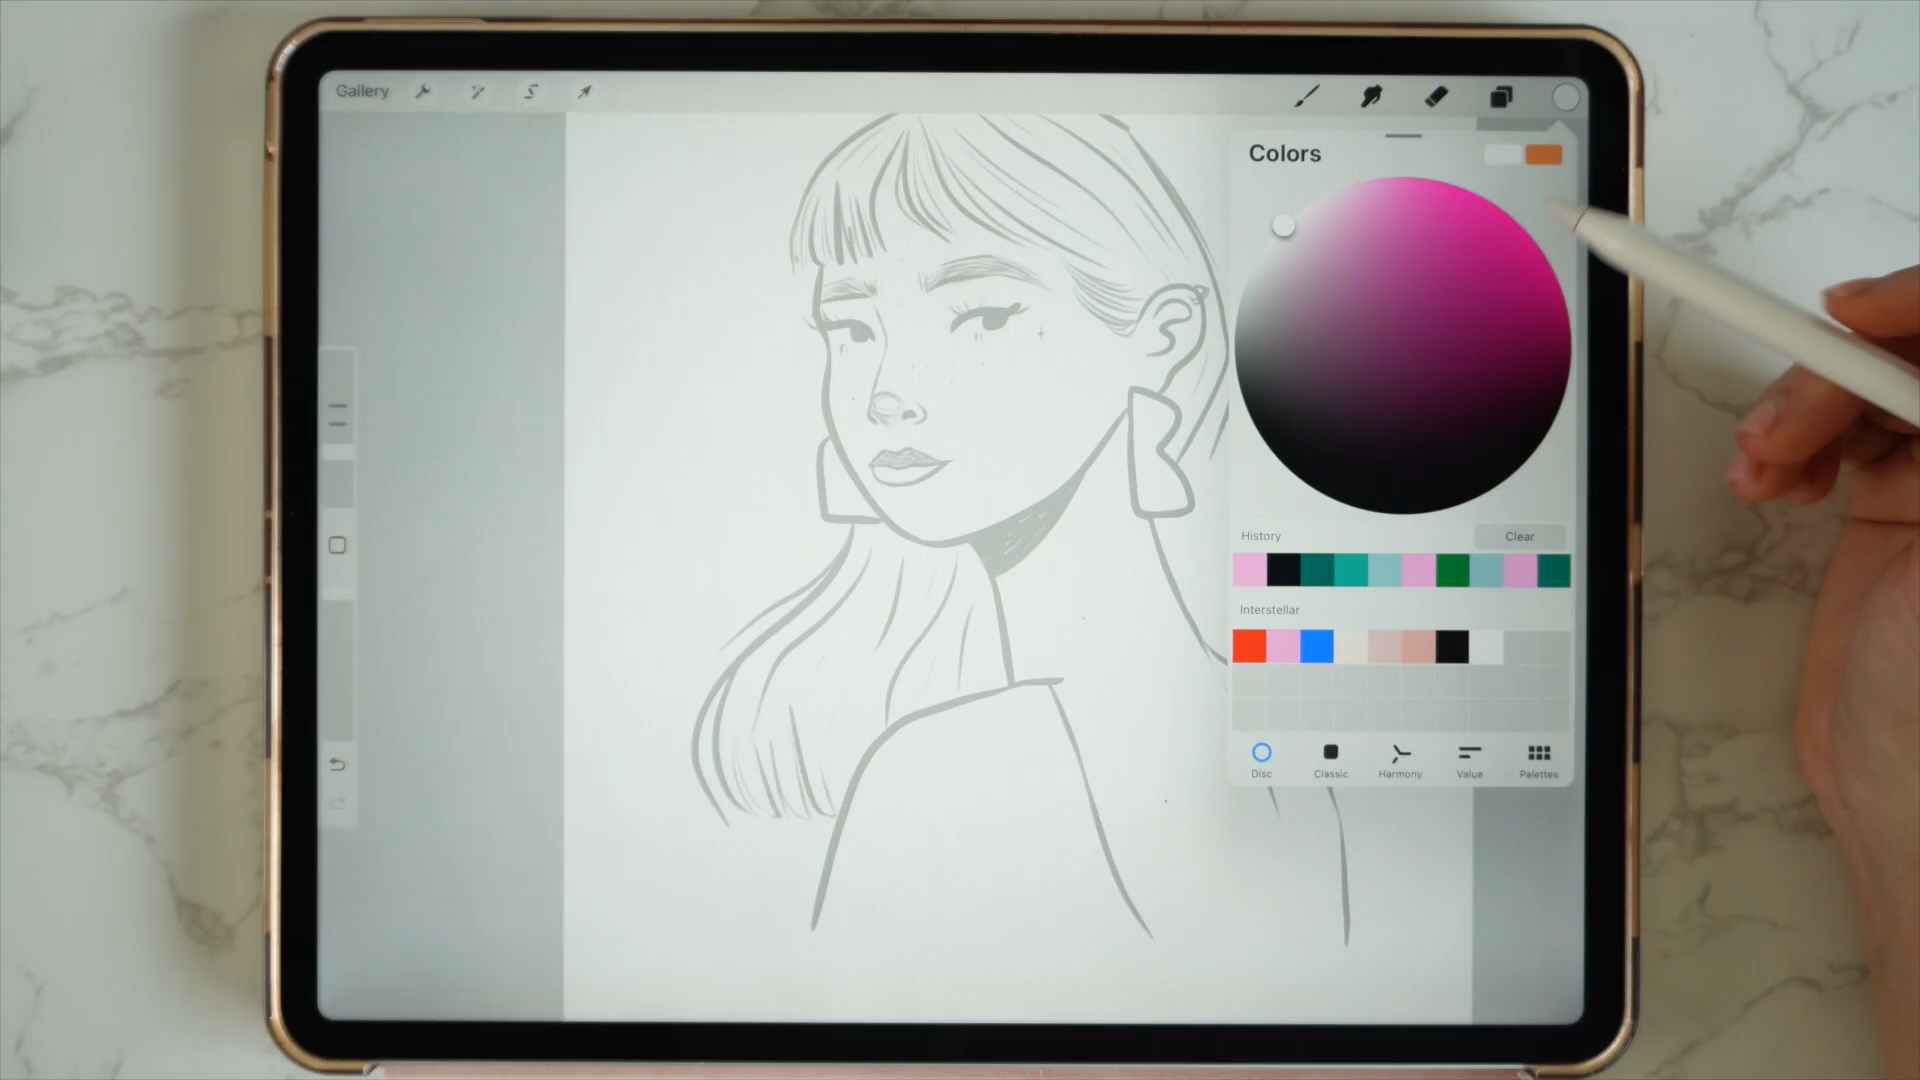 Gallery
Colors
History
Clear
Interstellar
Disc
Classic
Harmony
Value
Palettes